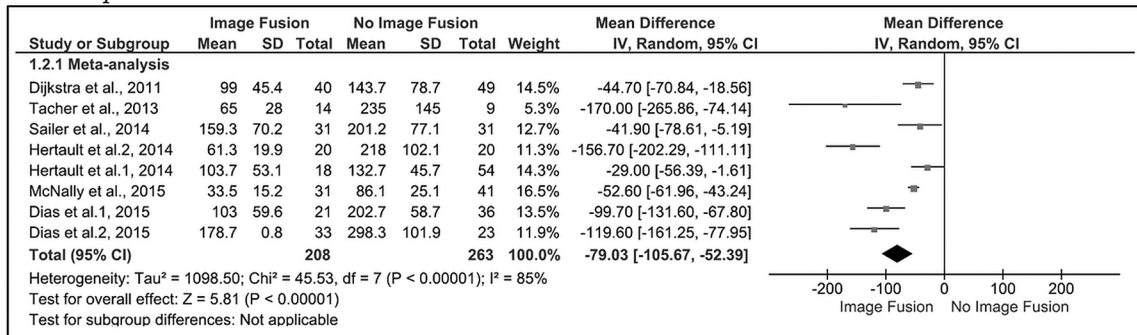 Image Fusion No Image Fusion Mean Difference Mean Difference
Study or Subgroup Mean SD Total Mean SD Total Weight IV, Random, 95% CI IV, Random, 95% CI
1.2.1 Meta-analysis
Dijkstra et al., 2011 99 45.4 40 143.7 78.7 49 14.5% -44.70 [-70.84, -18.56]
Tacher et al., 2013 65 28 14 235 145 9 5.3% -170.00 [-265.86, -74.14]
Sailer et al., 2014 159.3 70.2 31 201.2 77.1 31 12.7% -41.90 [-78.61, -5.19]
Hertault et al.2, 2014 61.3 19.9 20 218 102.1 20 11.3% -156.70 [-202.29, -111.11]
Hertault et al.1, 2014 103.7 53.1 18 132.7 45.7 54 14.3% -29.00 [-56.39, -1.61]
McNally et al., 2015 33.5 15.2 31 86.1 25.1 41 16.5% -52.60 [-61.96, -43.24]
Dias et al.1, 2015 103 59.6 21 202.7 58.7 36 13.5% -99.70 [-131.60, -67.80]
Dias et al.2, 2015 178.7 0.8 33 298.3 101.9 23 11.9% -119.60 [-161.25, -77.95]
Total (95% CI) 208 263 100.0% -79.03 [-105.67, -52.39]
Heterogeneity: Tau² = 1098.50; Chi² = 45.53, df = 7 (P < 0.00001); I² = 85%
Test for overall effect: Z = 5.81 (P < 0.00001)
Test for subgroup differences: Not applicable
-200 -100 0 100 200
Image Fusion No Image Fusion